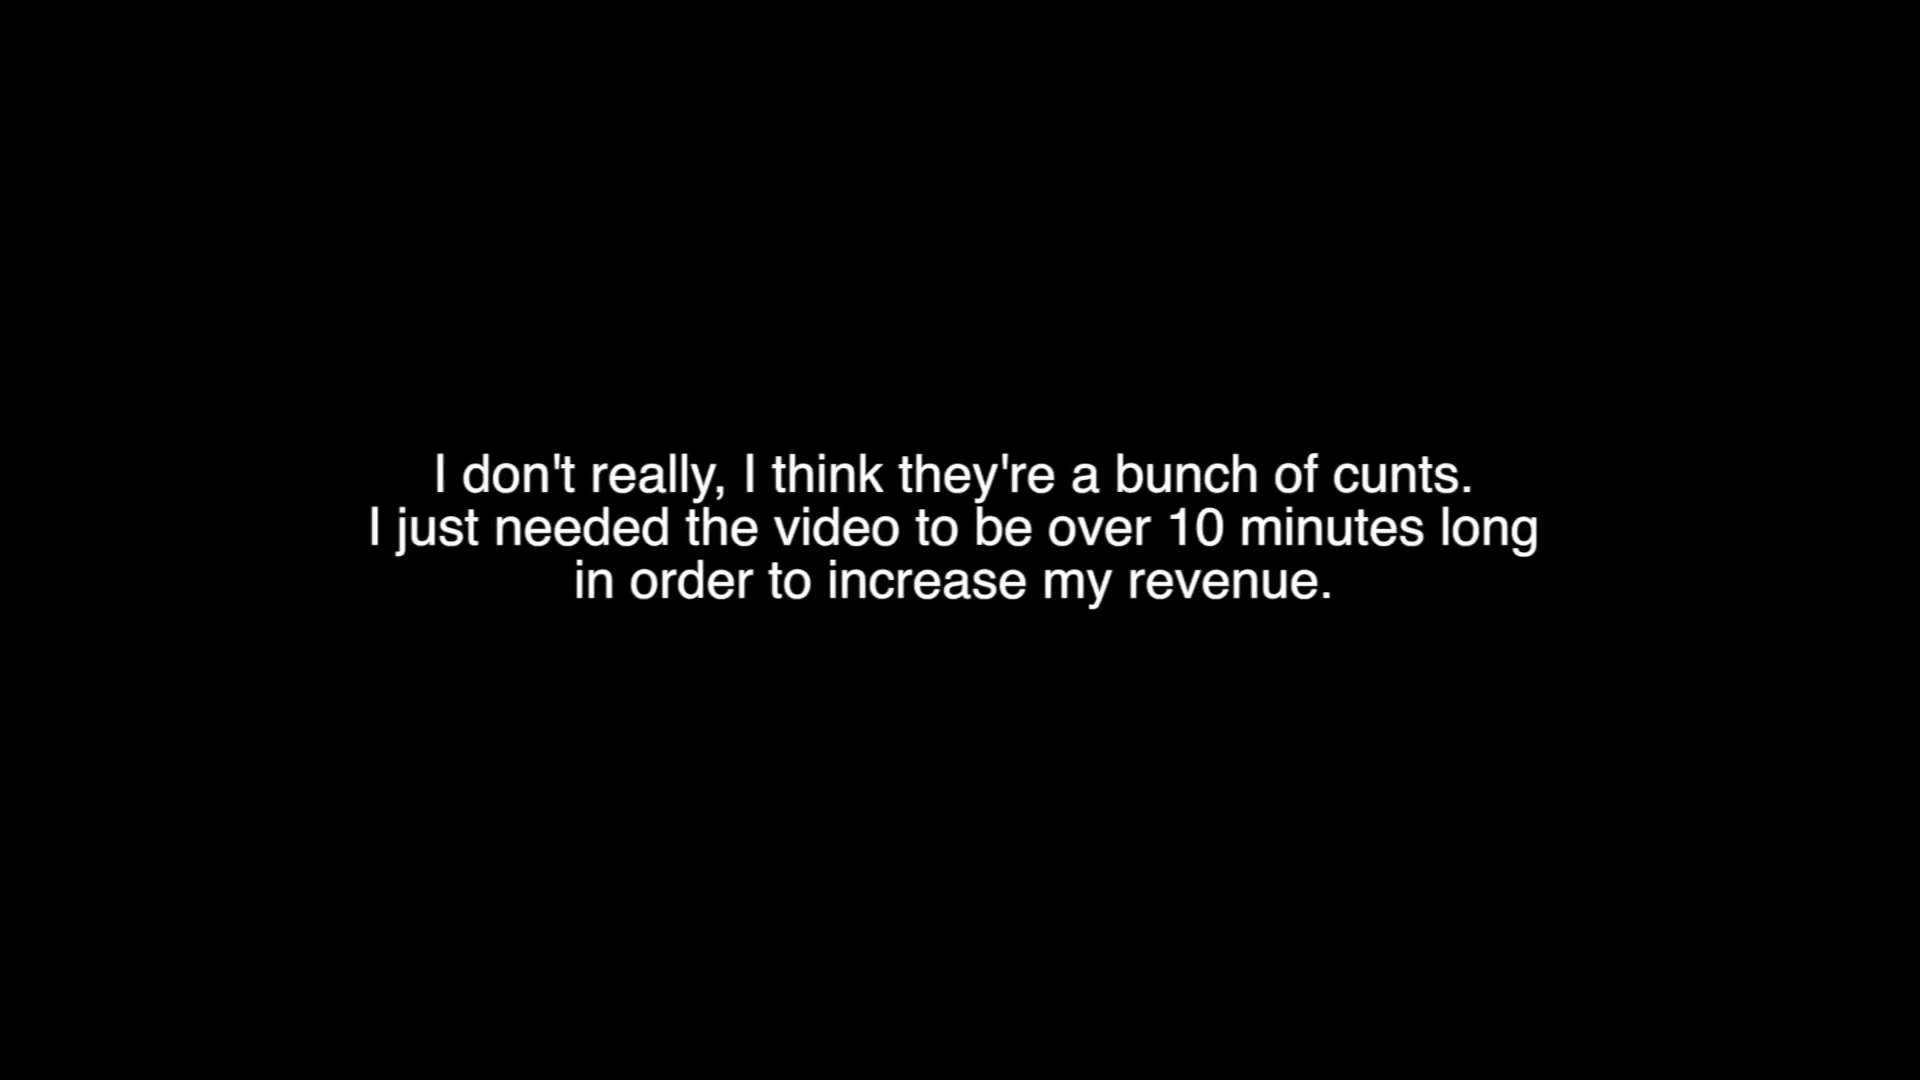 I don't really, I think they're a bunch of cunts.
I just needed the video to be over 10 minutes long
in order to increase my revenue.